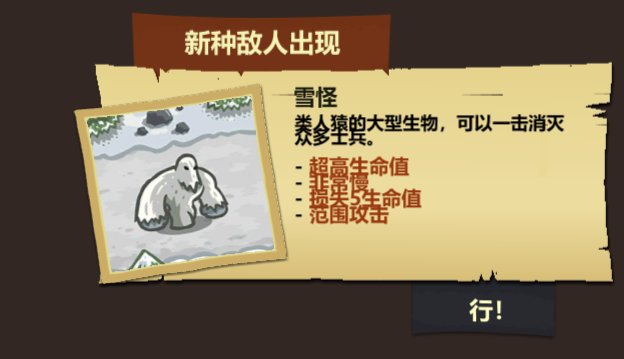 新种敌人出现
雪怪
类人猿的大型生物，可以一击消灭
众多士兵。
- 超高生命值
- 非常慢
- 损失5生命值
- 范围攻击
行!